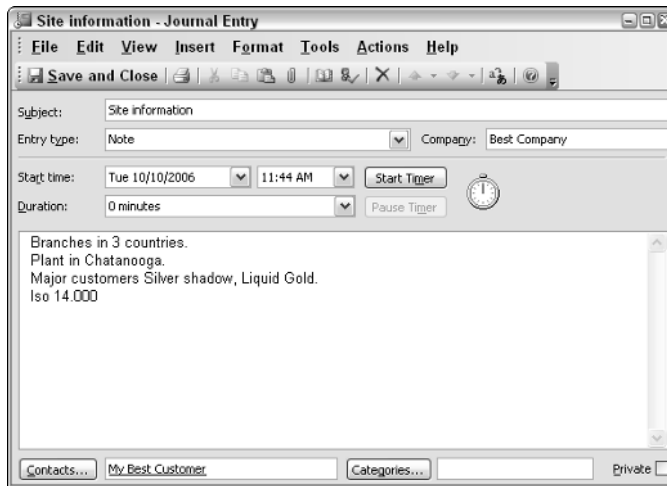 Site information - Journal Entry
File Edit View Insert Format Tools Actions Help
Save and Close
Subject: Site information
Entry type: Note Company: Best Company
Start time: Tue 10/10/2006 11:44 AM Start Timer
Duration: 0 minutes Pause Timer
Branches in 3 countries.
Plant in Chatanooga.
Major customers Silver shadow, Liquid Gold.
Iso 14.000
Contacts... My Best Customer Categories... Private